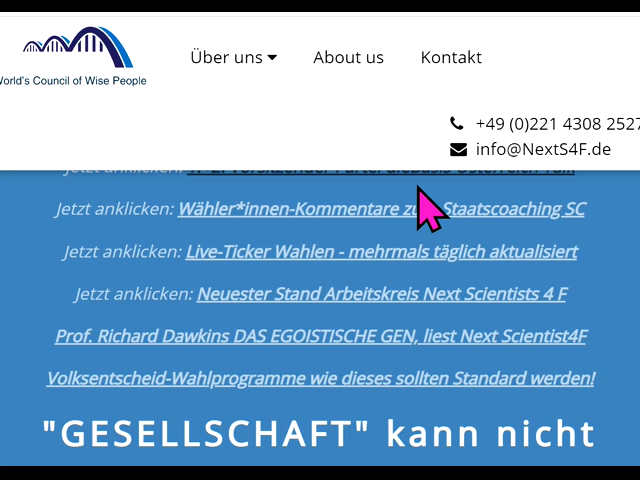 World's Council of Wise People
Über uns
About us
Kontakt
+49 (0)221 4308 2527
info@NextS4F.de
Jetzt anklicken:
Jetzt anklicken: Wähler*innen-Kommentare Staatscoaching SC
Jetzt anklicken: Live-Ticker Wahlen - mehrmals täglich aktualisiert
Jetzt anklicken: Neuester Stand Arbeitskreis Next Scientists 4 F
Prof. Richard Dawkins DAS EGOISTISCHE GEN, liest Next Scientist4F
Volksentscheid-Wahlprogramme wie dieses sollten Standard werden!
"GESELLSCHAFT" kann nicht